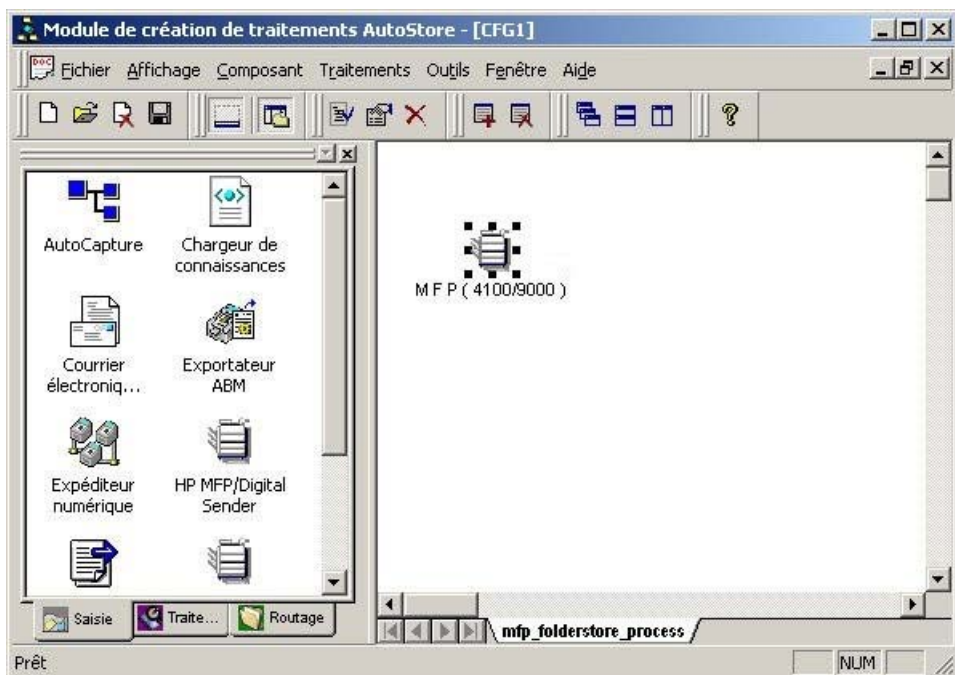 Module de création de traitements AutoStore - [CFG1]
DOC
Fichier Affichage Composant Traitements Outils Fenêtre Aide
AutoCapture
Chargeur de
connaissances
Courrier
électroniq...
Exportateur
ABM
Expéditeur
numérique
HP MFP/Digital
Sender
M F P ( 4100/9000 )
Saisie Traite... Routage
mfp_folderstore_process
Prêt
NUM